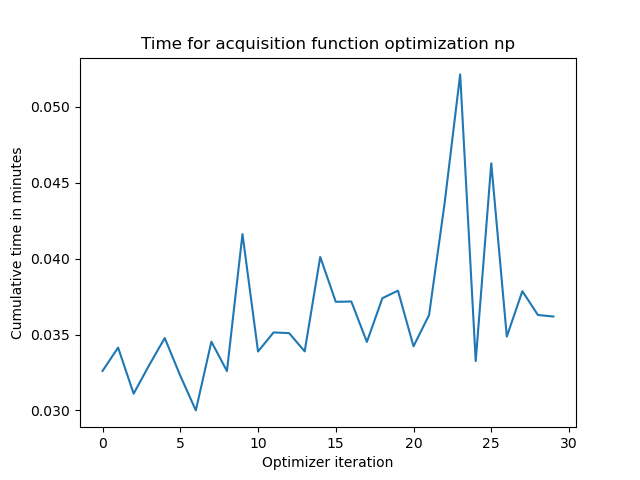 Time for acquisition function optimization np
Cumulative time in minutes
0.050
0.045
0.040
0.035
0.030
0 5 10 15 20 25 30
Optimizer iteration